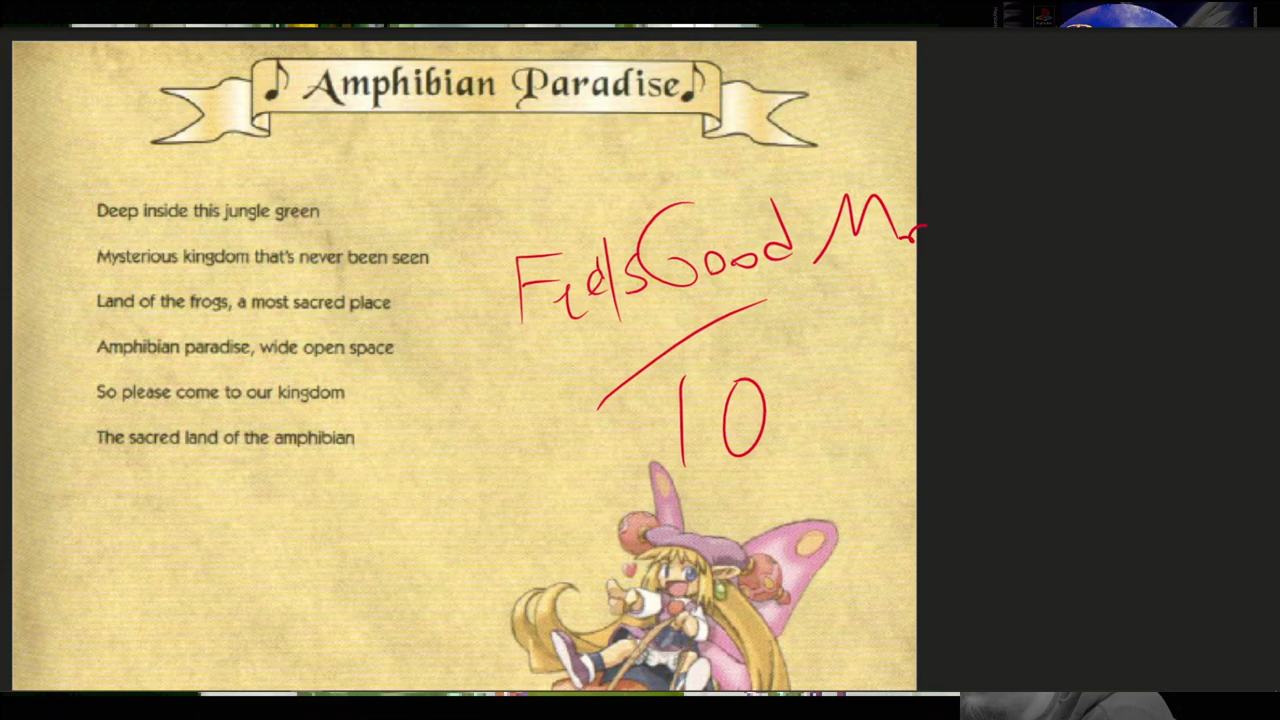 ♪ Amphibian Paradise ♪
Deep inside this jungle green
Mysterious kingdom that's never been seen
Land of the frogs, a most sacred place
Amphibian paradise, wide open space
So please come to our kingdom
The sacred land of the amphibian
FeelsGood Mr
10